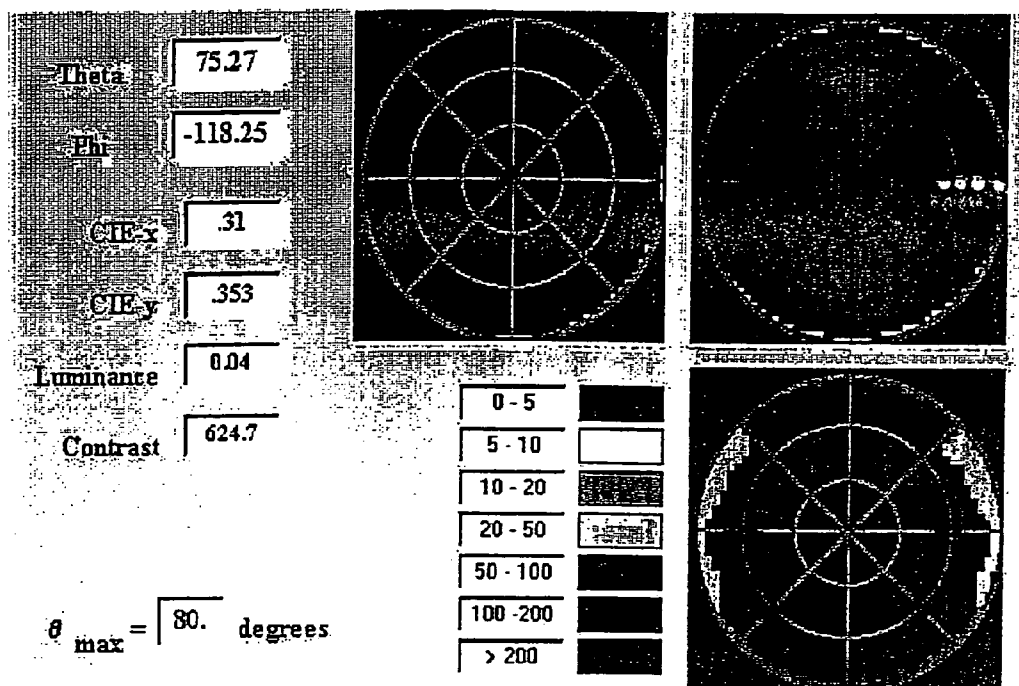 Theta 75.27
Phi -118.25
CIE-x .31
CIE-y .353
Luminance 0.04
Contrast 624.7
θ max = 80. degrees
0 - 5
5 - 10
10 - 20
20 - 50
50 - 100
100 -200
> 200